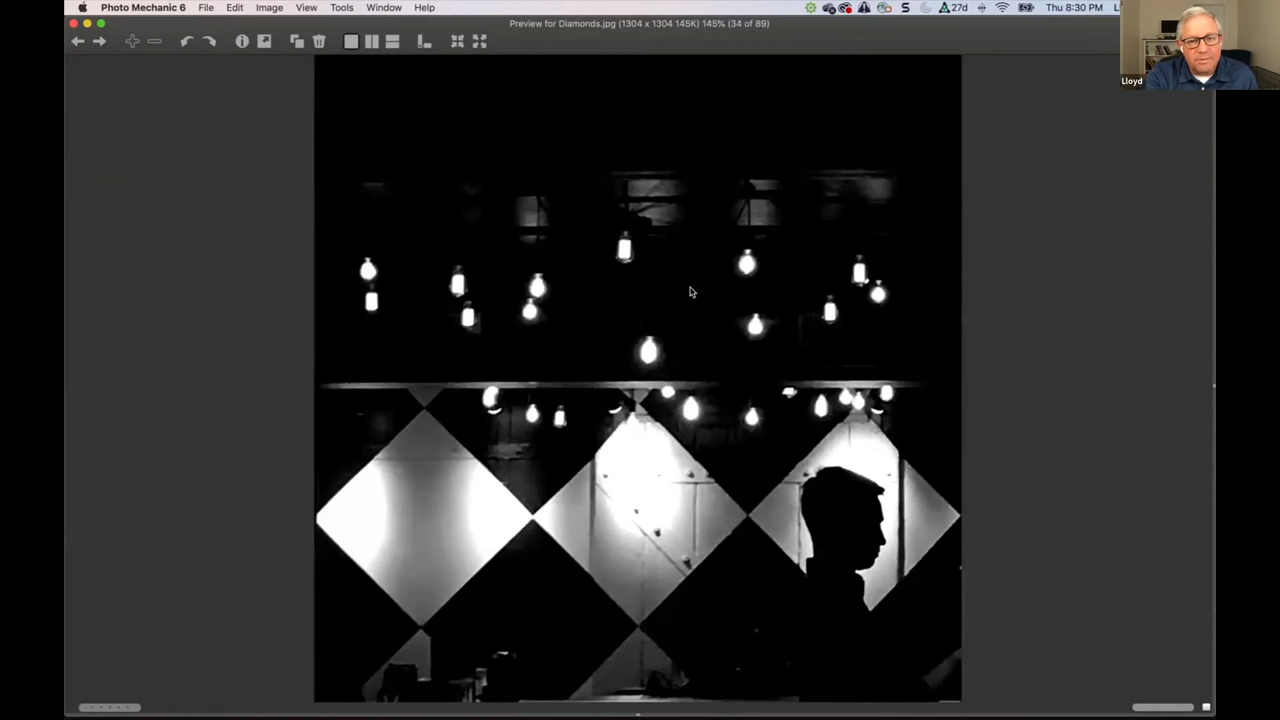 Photo Mechanic 6 File Edit Image View Tools Window Help 27d Thu 8:30 PM L
Preview for Diamonds.jpg (1304 x 1304 145K) 145% (34 of 89)
Lloyd